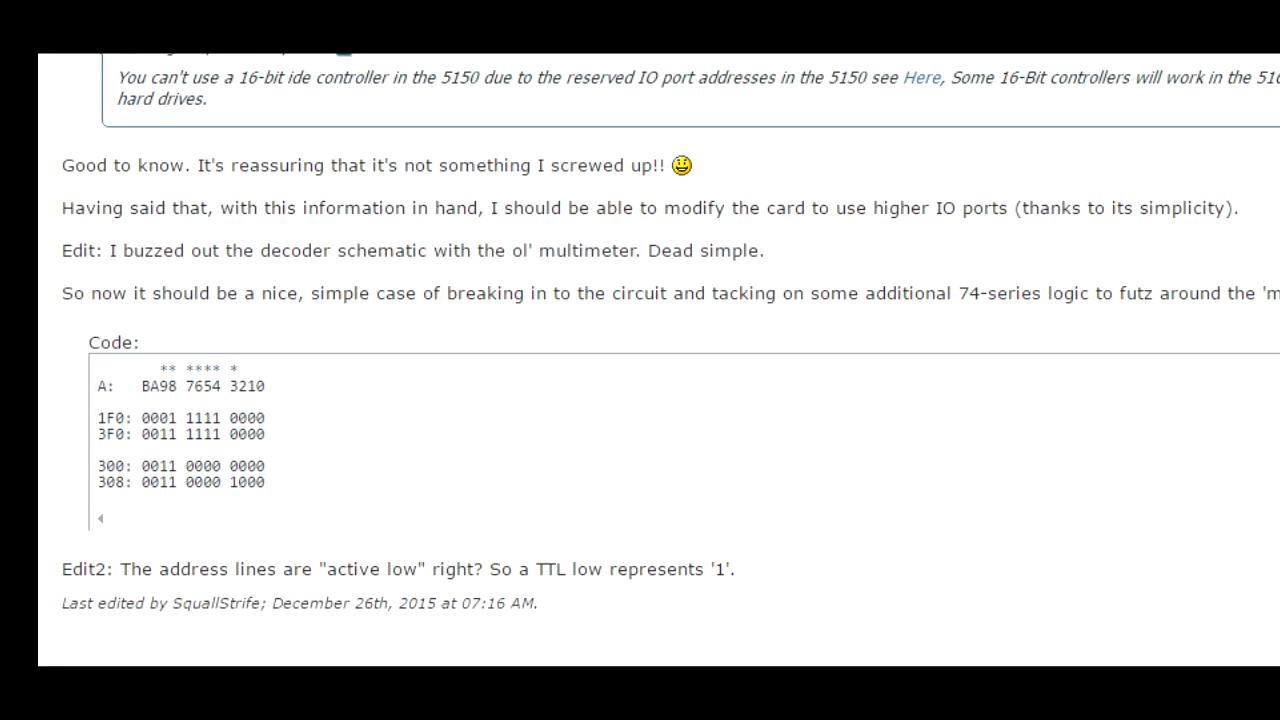 You can't use a 16-bit ide controller in the 5150 due to the reserved IO port addresses in the 5150 see Here, Some 16-Bit controllers will work in the
hard drives.
Good to know. It's reassuring that it's not something I screwed up!!
Having said that, with this information in hand, I should be able to modify the card to use higher IO ports (thanks to its simplicity).
Edit: I buzzed out the decoder schematic with the ol' multimeter. Dead simple.
So now it should be a nice, simple case of breaking in to the circuit and tacking on some additional 74-series logic to futz around the
Code:
** **** *
A: BA98 7654 3210
1F0: 0001 1111 0000
3F0: 0011 1111 0000
300: 0011 0000 0000
308: 0011 0000 1000
Edit2: The address lines are "active low" right? So a TTL low represents '1'.
Last edited by SquallStrife; December 26th, 2015 at 07:16 AM.